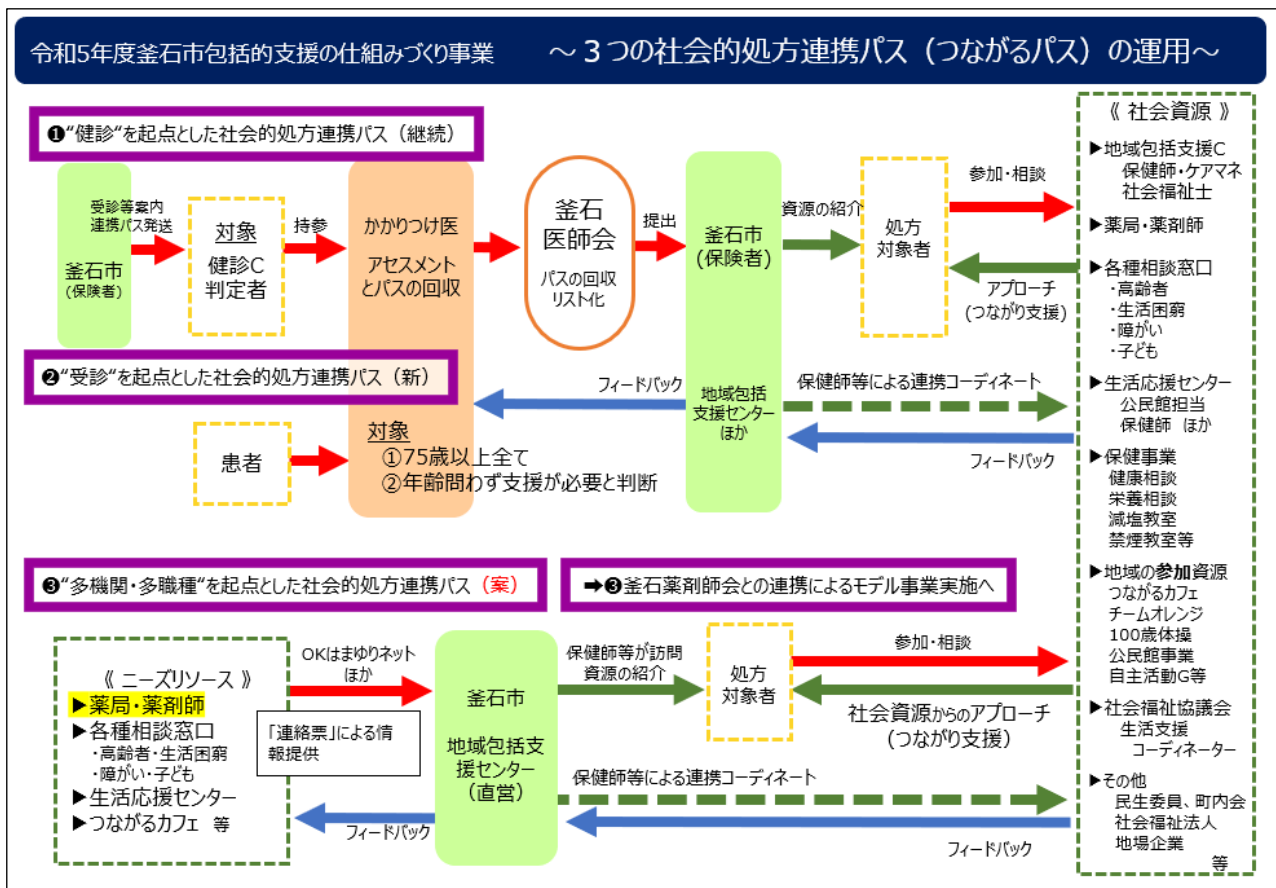 令和5年度釜石市包括的支援の仕組みづくり事業　～３つの社会的処方連携パス（つながるパス）の運用～
❶“健診“を起点とした社会的処方連携パス（継続）
釜石市
(保険者)
受診等案内
連携パス発送
対象
健診C
判定者
持参
かかりつけ医
アセスメント
とパスの回収
釜石
医師会
パスの回収
リスト化
提出
釜石市
(保険者)
地域包括
支援センター
ほか
資源の紹介
処方
対象者
参加・相談
アプローチ
(つながり支援)
❷“受診“を起点とした社会的処方連携パス（新）
患者
対象
①75歳以上全て
②年齢問わず支援が必要と判断
フィードバック
保健師等による連携コーディネート
フィードバック
❸“多機関・多職種“を起点とした社会的処方連携パス（案）
➡❸釜石薬剤師会との連携によるモデル事業実施へ
《 ニーズリソース 》
▶薬局・薬剤師
▶各種相談窓口
・高齢者・生活困窮
・障がい・子ども
▶生活応援センター
▶つながるカフェ 等
OKはまゆりネット
ほか
「連絡票」による情
報提供
フィードバック
釜石市
地域包括支
援センター
（直営）
保健師等が訪問
資源の紹介
処方
対象者
参加・相談
社会資源からのアプローチ
(つながり支援)
保健師等による連携コーディネート
フィードバック
《 社会資源 》
▶地域包括支援C
保健師・ケアマネ
社会福祉士
▶薬局・薬剤師
▶各種相談窓口
・高齢者
・生活困窮
・障がい
・子ども
▶生活応援センター
公民館担当
保健師 ほか
▶保健事業
健康相談
栄養相談
減塩教室
禁煙教室等
▶地域の参加資源
つながるカフェ
チームオレンジ
100歳体操
公民館事業
自主活動G等
▶社会福祉協議会
生活支援
コーディネーター
▶その他
民生委員、町内会
社会福祉法人
地場企業
等